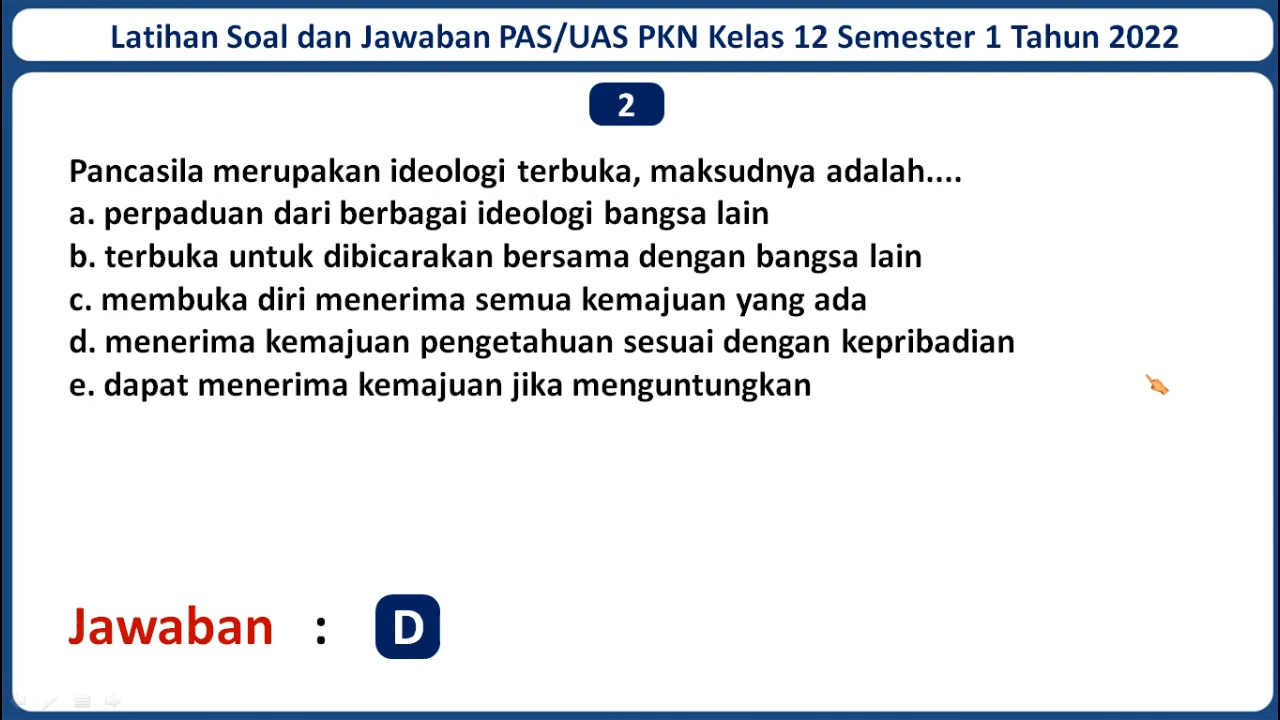 Latihan Soal dan Jawaban PAS/UAS PKN Kelas 12 Semester 1 Tahun 2022
2
Pancasila merupakan ideologi terbuka, maksudnya adalah....
a. perpaduan dari berbagai ideologi bangsa lain
b. terbuka untuk dibicarakan bersama dengan bangsa lain
c. membuka diri menerima semua kemajuan yang ada
d. menerima kemajuan pengetahuan sesuai dengan kepribadian
e. dapat menerima kemajuan jika menguntungkan
Jawaban : D